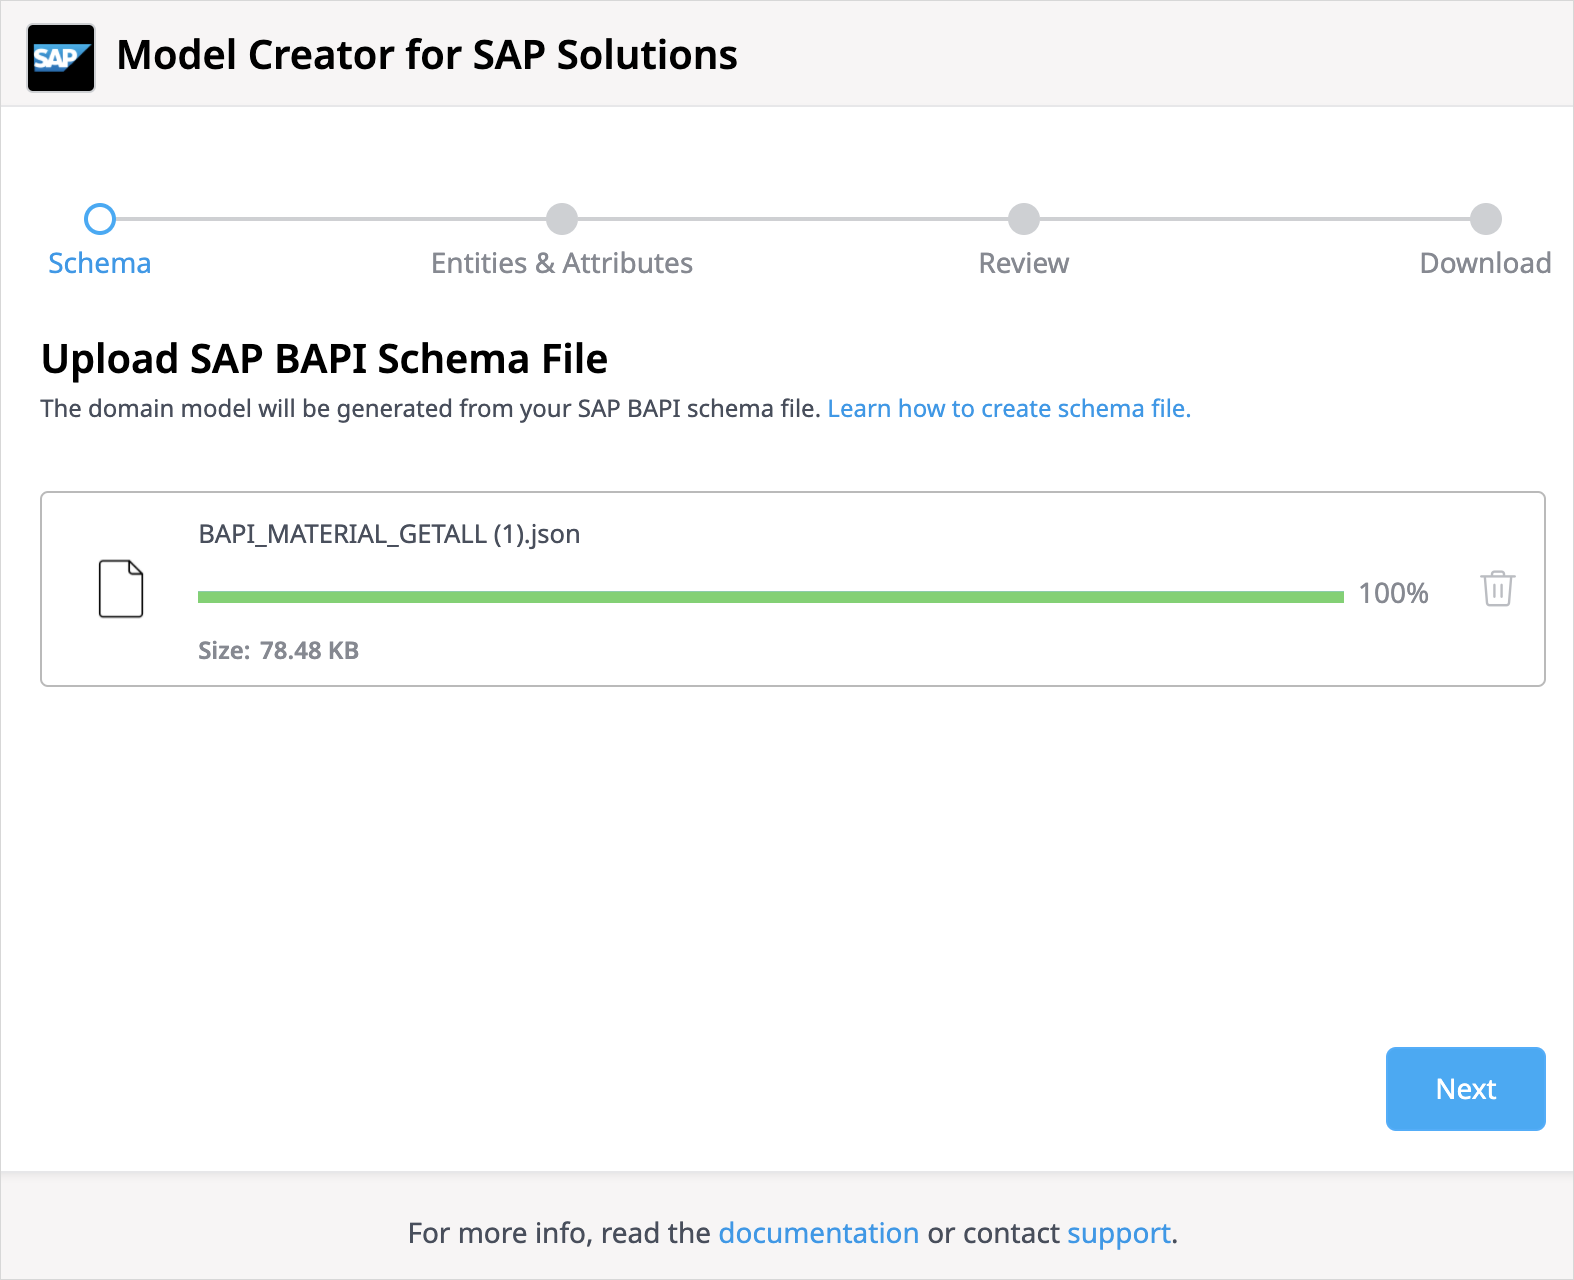 SAP Model Creator for SAP Solutions
Schema Entities & Attributes Review Download
Upload SAP BAPI Schema File
The domain model will be generated from your SAP BAPI schema file. Learn how to create schema file.
BAPI_MATERIAL_GETALL (1).json
100%
Size: 78.48 KB
Next
For more info, read the documentation or contact support.